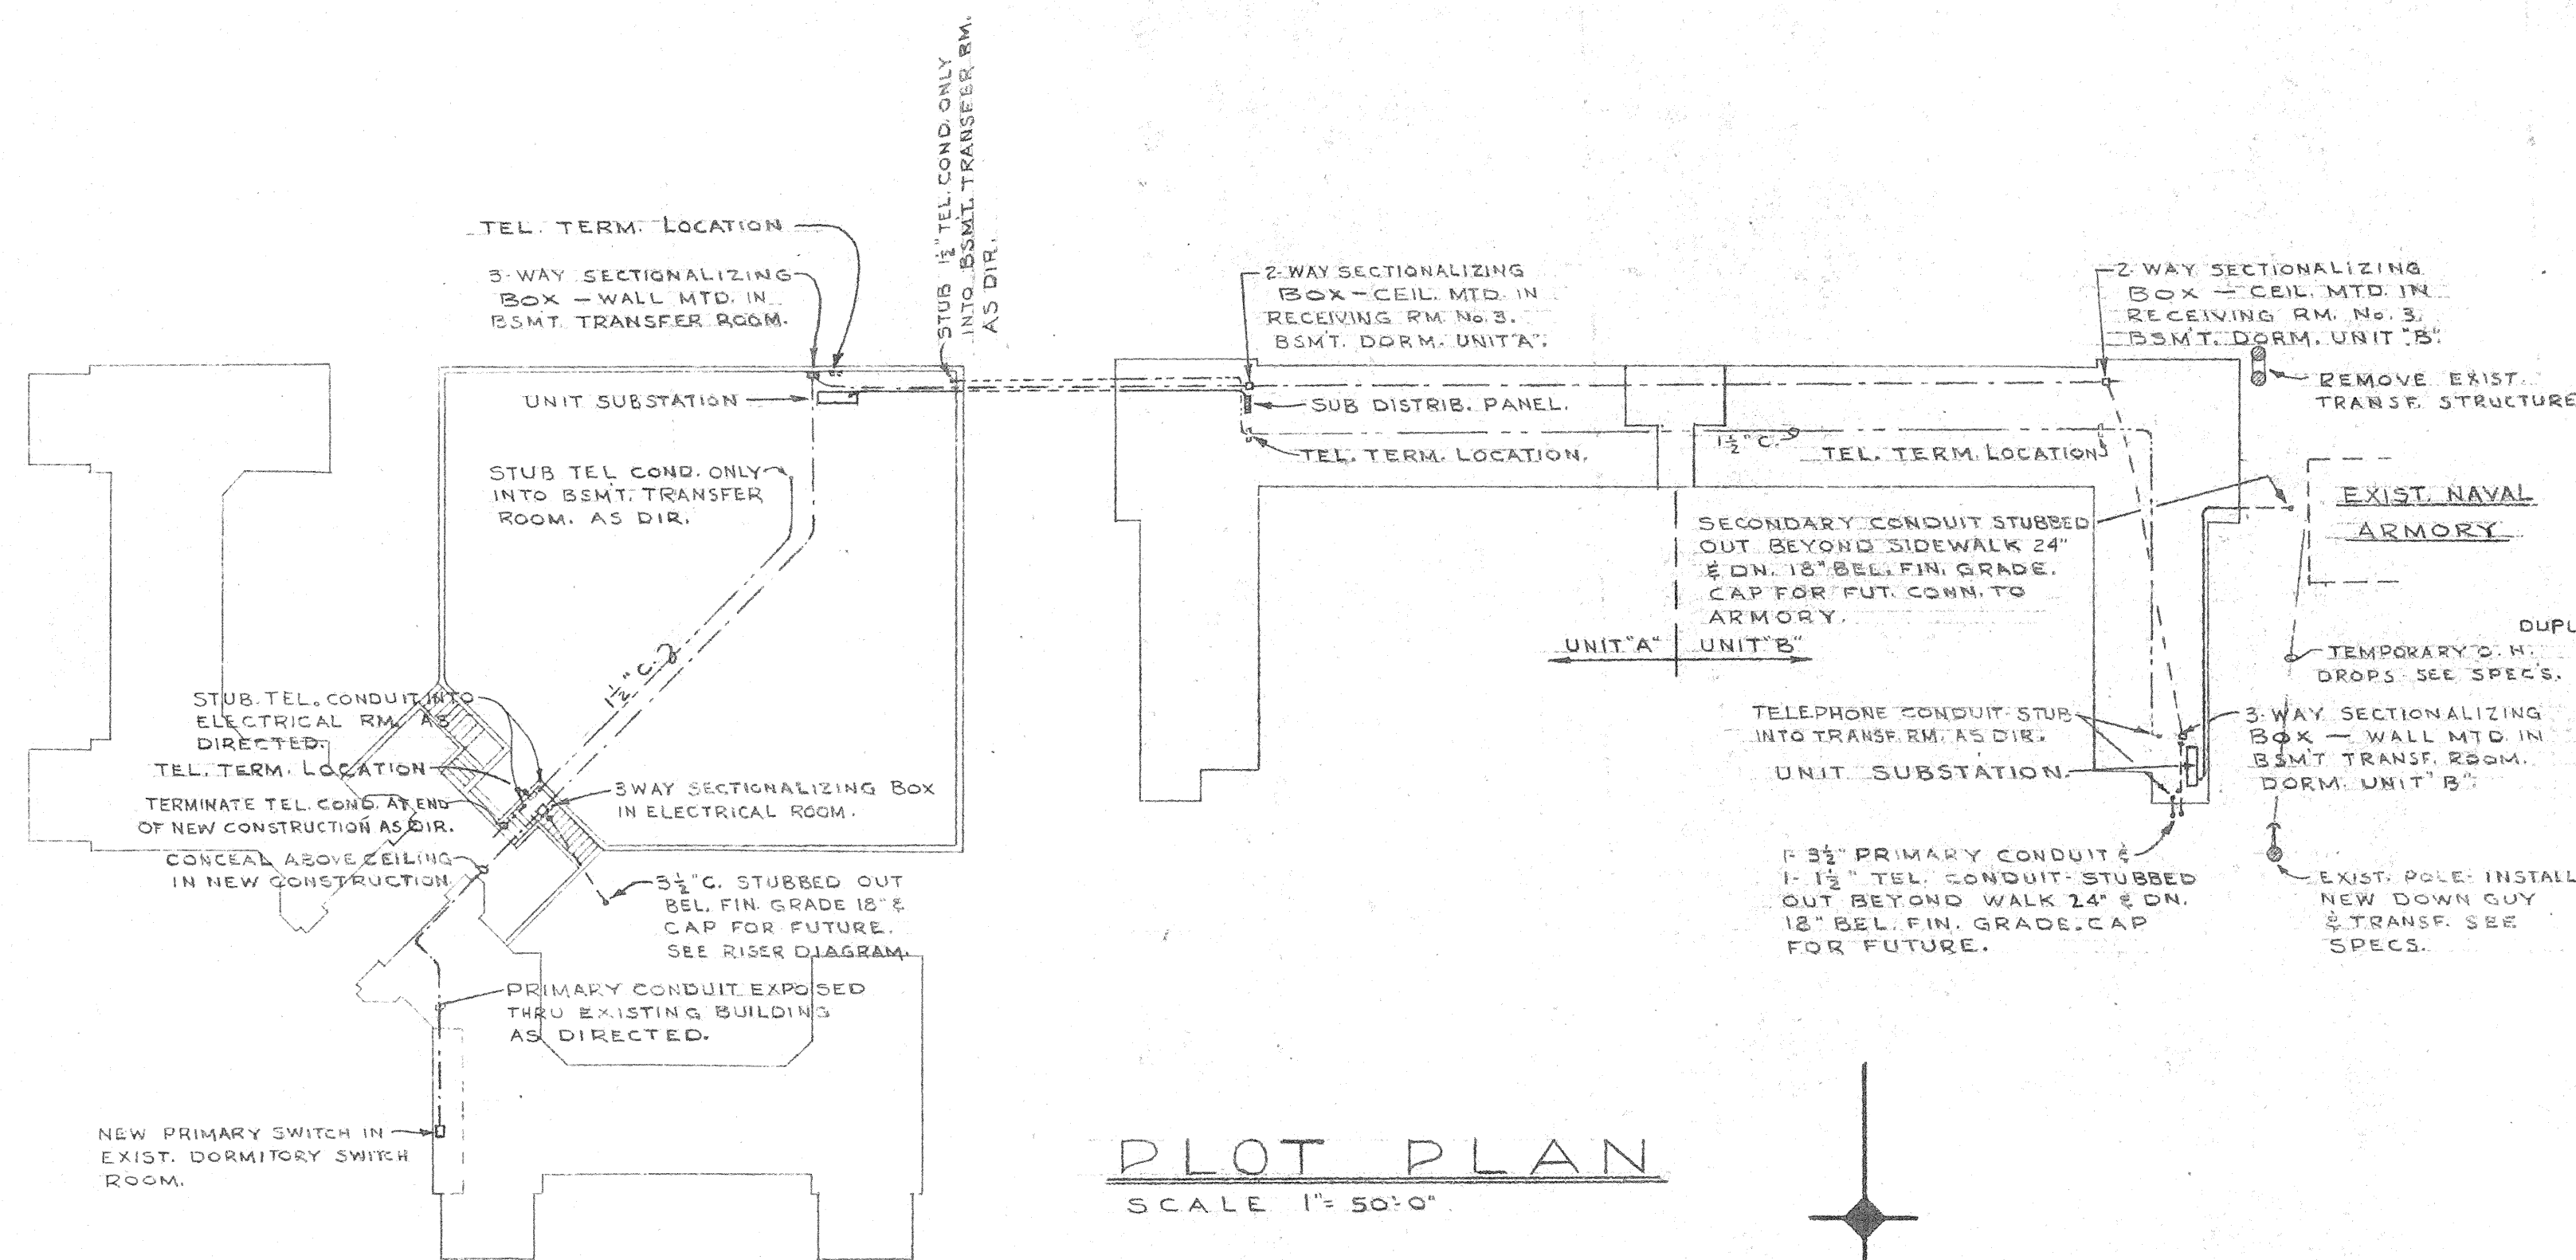 STUB 1½" TEL. COND. ONLY
INTO BSM'T. TRANSFER RM.
AS DIR.
TEL. TERM. LOCATION
3-WAY SECTIONALIZING
BOX – WALL MTD. IN
BSMT. TRANSFER ROOM.
UNIT SUBSTATION
STUB TEL COND. ONLY
INTO BSM'T. TRANSFER
ROOM. AS DIR.
1½" C.
STUB. TEL. CONDUIT INTO
ELECTRICAL RM. AS
DIRECTED.
TEL. TERM. LOCATION
TERMINATE TEL. COND. AT END
OF NEW CONSTRUCTION AS DIR.
CONCEAL ABOVE CEILING
IN NEW CONSTRUCTION.
3 WAY SECTIONALIZING BOX
IN ELECTRICAL ROOM.
3½"C. STUBBED OUT
BEL. FIN. GRADE 18" &
CAP FOR FUTURE.
SEE RISER DIAGRAM.
PRIMARY CONDUIT EXPOSED
THRU EXISTING BUILDING
AS DIRECTED.
NEW PRIMARY SWITCH IN
EXIST. DORMITORY SWITCH
ROOM.
2-WAY SECTIONALIZING
BOX – CEIL. MTD. IN
RECEIVING RM. No. 3.
BSM'T. DORM. UNIT "A".
SUB DISTRIB. PANEL.
TEL. TERM. LOCATION.
1½" C.
TEL. TERM. LOCATION
2-WAY SECTIONALIZING
BOX – CEIL. MTD. IN
RECEIVING RM. No. 3.
BSM'T. DORM. UNIT "B".
REMOVE EXIST.
TRANSF. STRUCTURE
EXIST. NAVAL
ARMORY
SECONDARY CONDUIT STUBBED
OUT BEYOND SIDEWALK 24"
& DN. 18" BEL. FIN. GRADE.
CAP FOR FUT. CONN. TO
ARMORY.
UNIT "A"
UNIT "B"
DUPL
TEMPORARY O. H.
DROPS SEE SPEC'S.
TELEPHONE CONDUIT STUB
INTO TRANSF. RM. AS DIR.
UNIT SUBSTATION.
3-WAY SECTIONALIZING
BOX – WALL MTD. IN
BSM'T TRANSF. ROOM.
DORM. UNIT "B".
1- 3½" PRIMARY CONDUIT &
1- 1½" TEL. CONDUIT STUBBED
OUT BEYOND WALK 24" & DN.
18" BEL. FIN. GRADE. CAP
FOR FUTURE.
EXIST. POLE- INSTALL
NEW DOWN GUY
& TRANSF. SEE
SPECS.
PLOT PLAN
SCALE 1"= 50'-0"